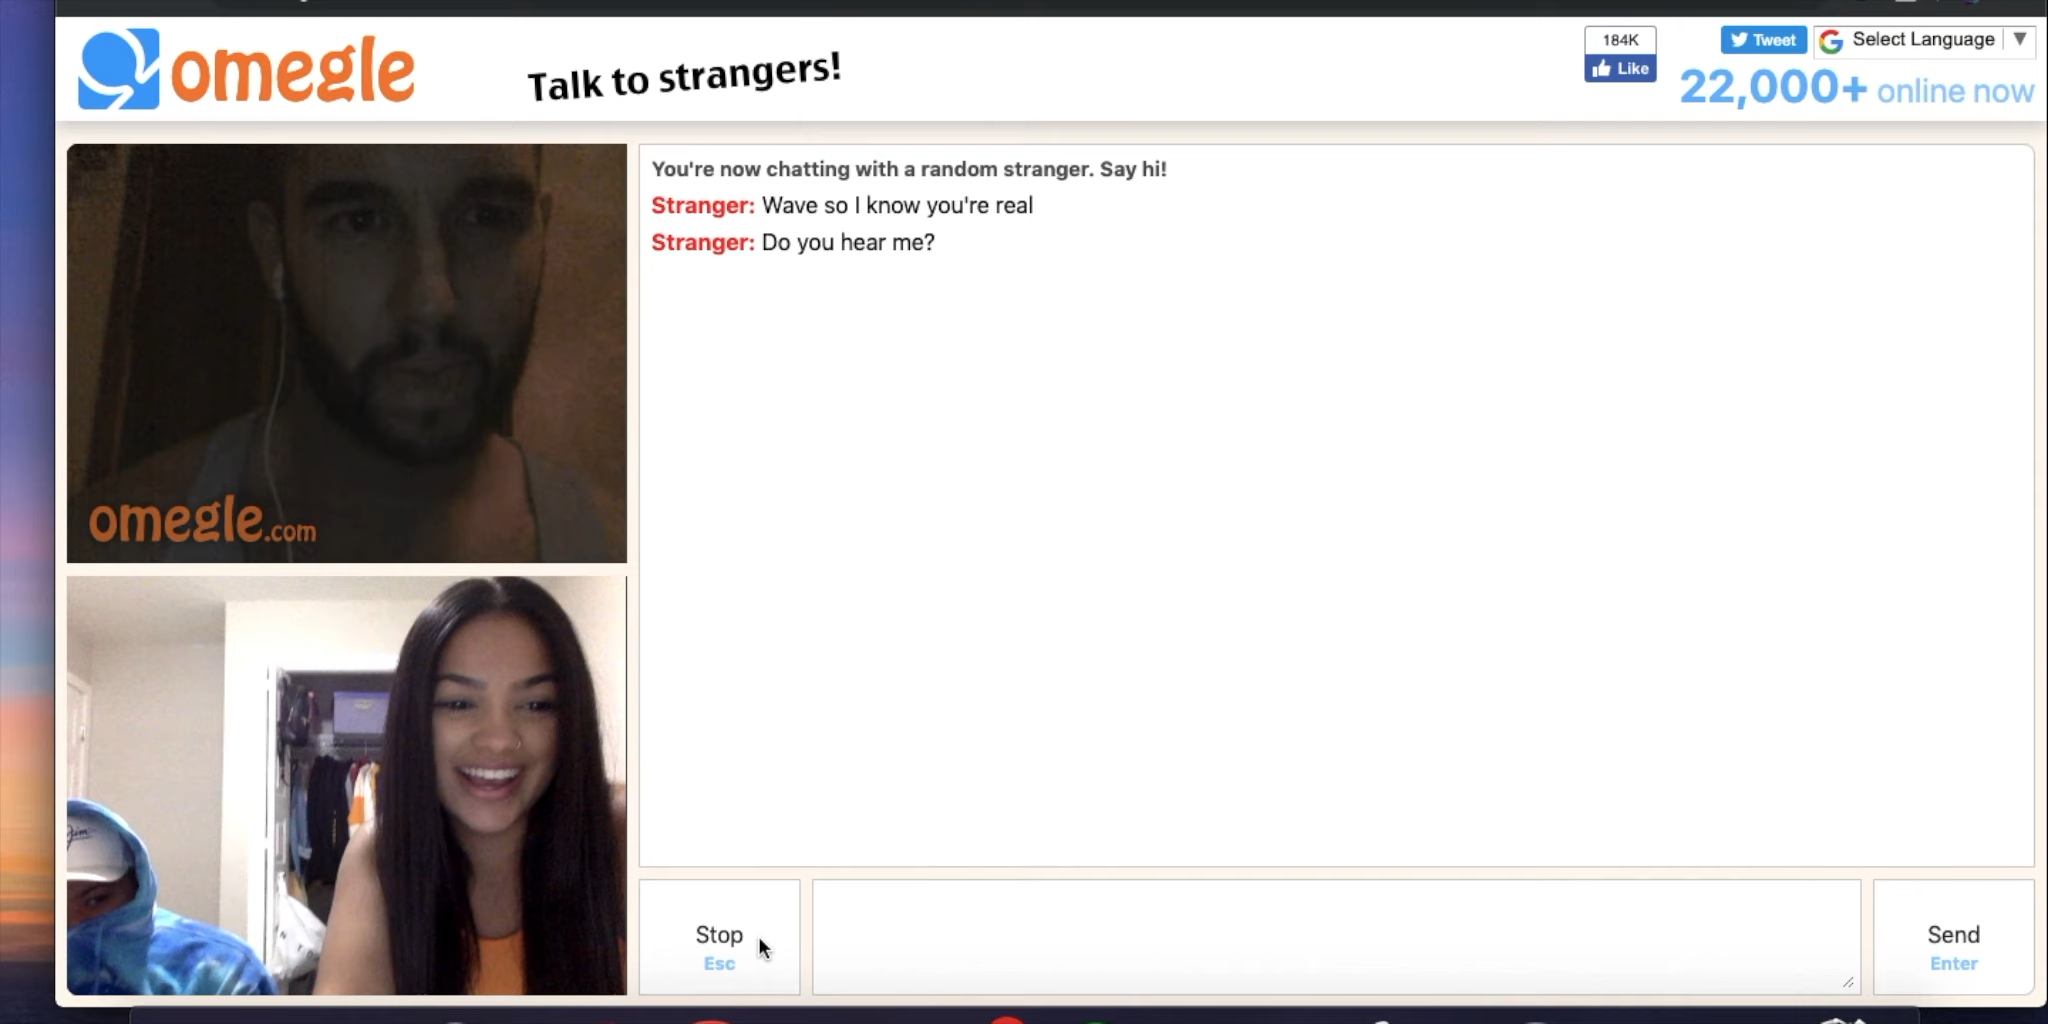 omegle
Talk to strangers!
184K
Like
Tweet
Select Language
22,000+ online now
You're now chatting with a random stranger. Say hi!
Stranger: Wave so I know you're real
Stranger: Do you hear me?
omegle.com
Stop
Esc
Send
Enter